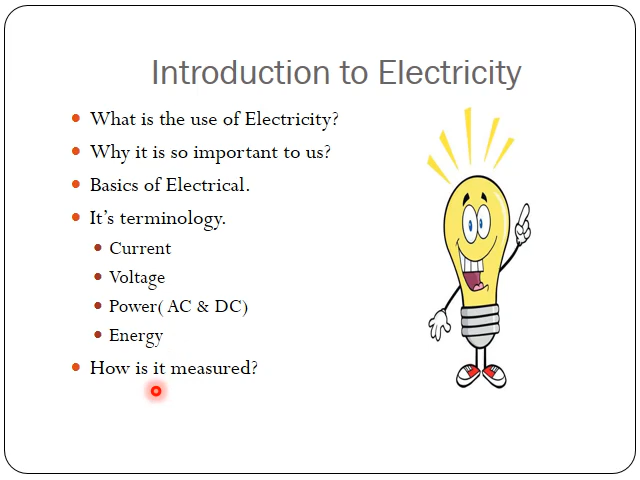 Introduction to Electricity
What is the use of Electricity?
Why it is so important to us?
Basics of Electrical.
It's terminology.
Current
Voltage
Power( AC & DC)
Energy
How is it measured?